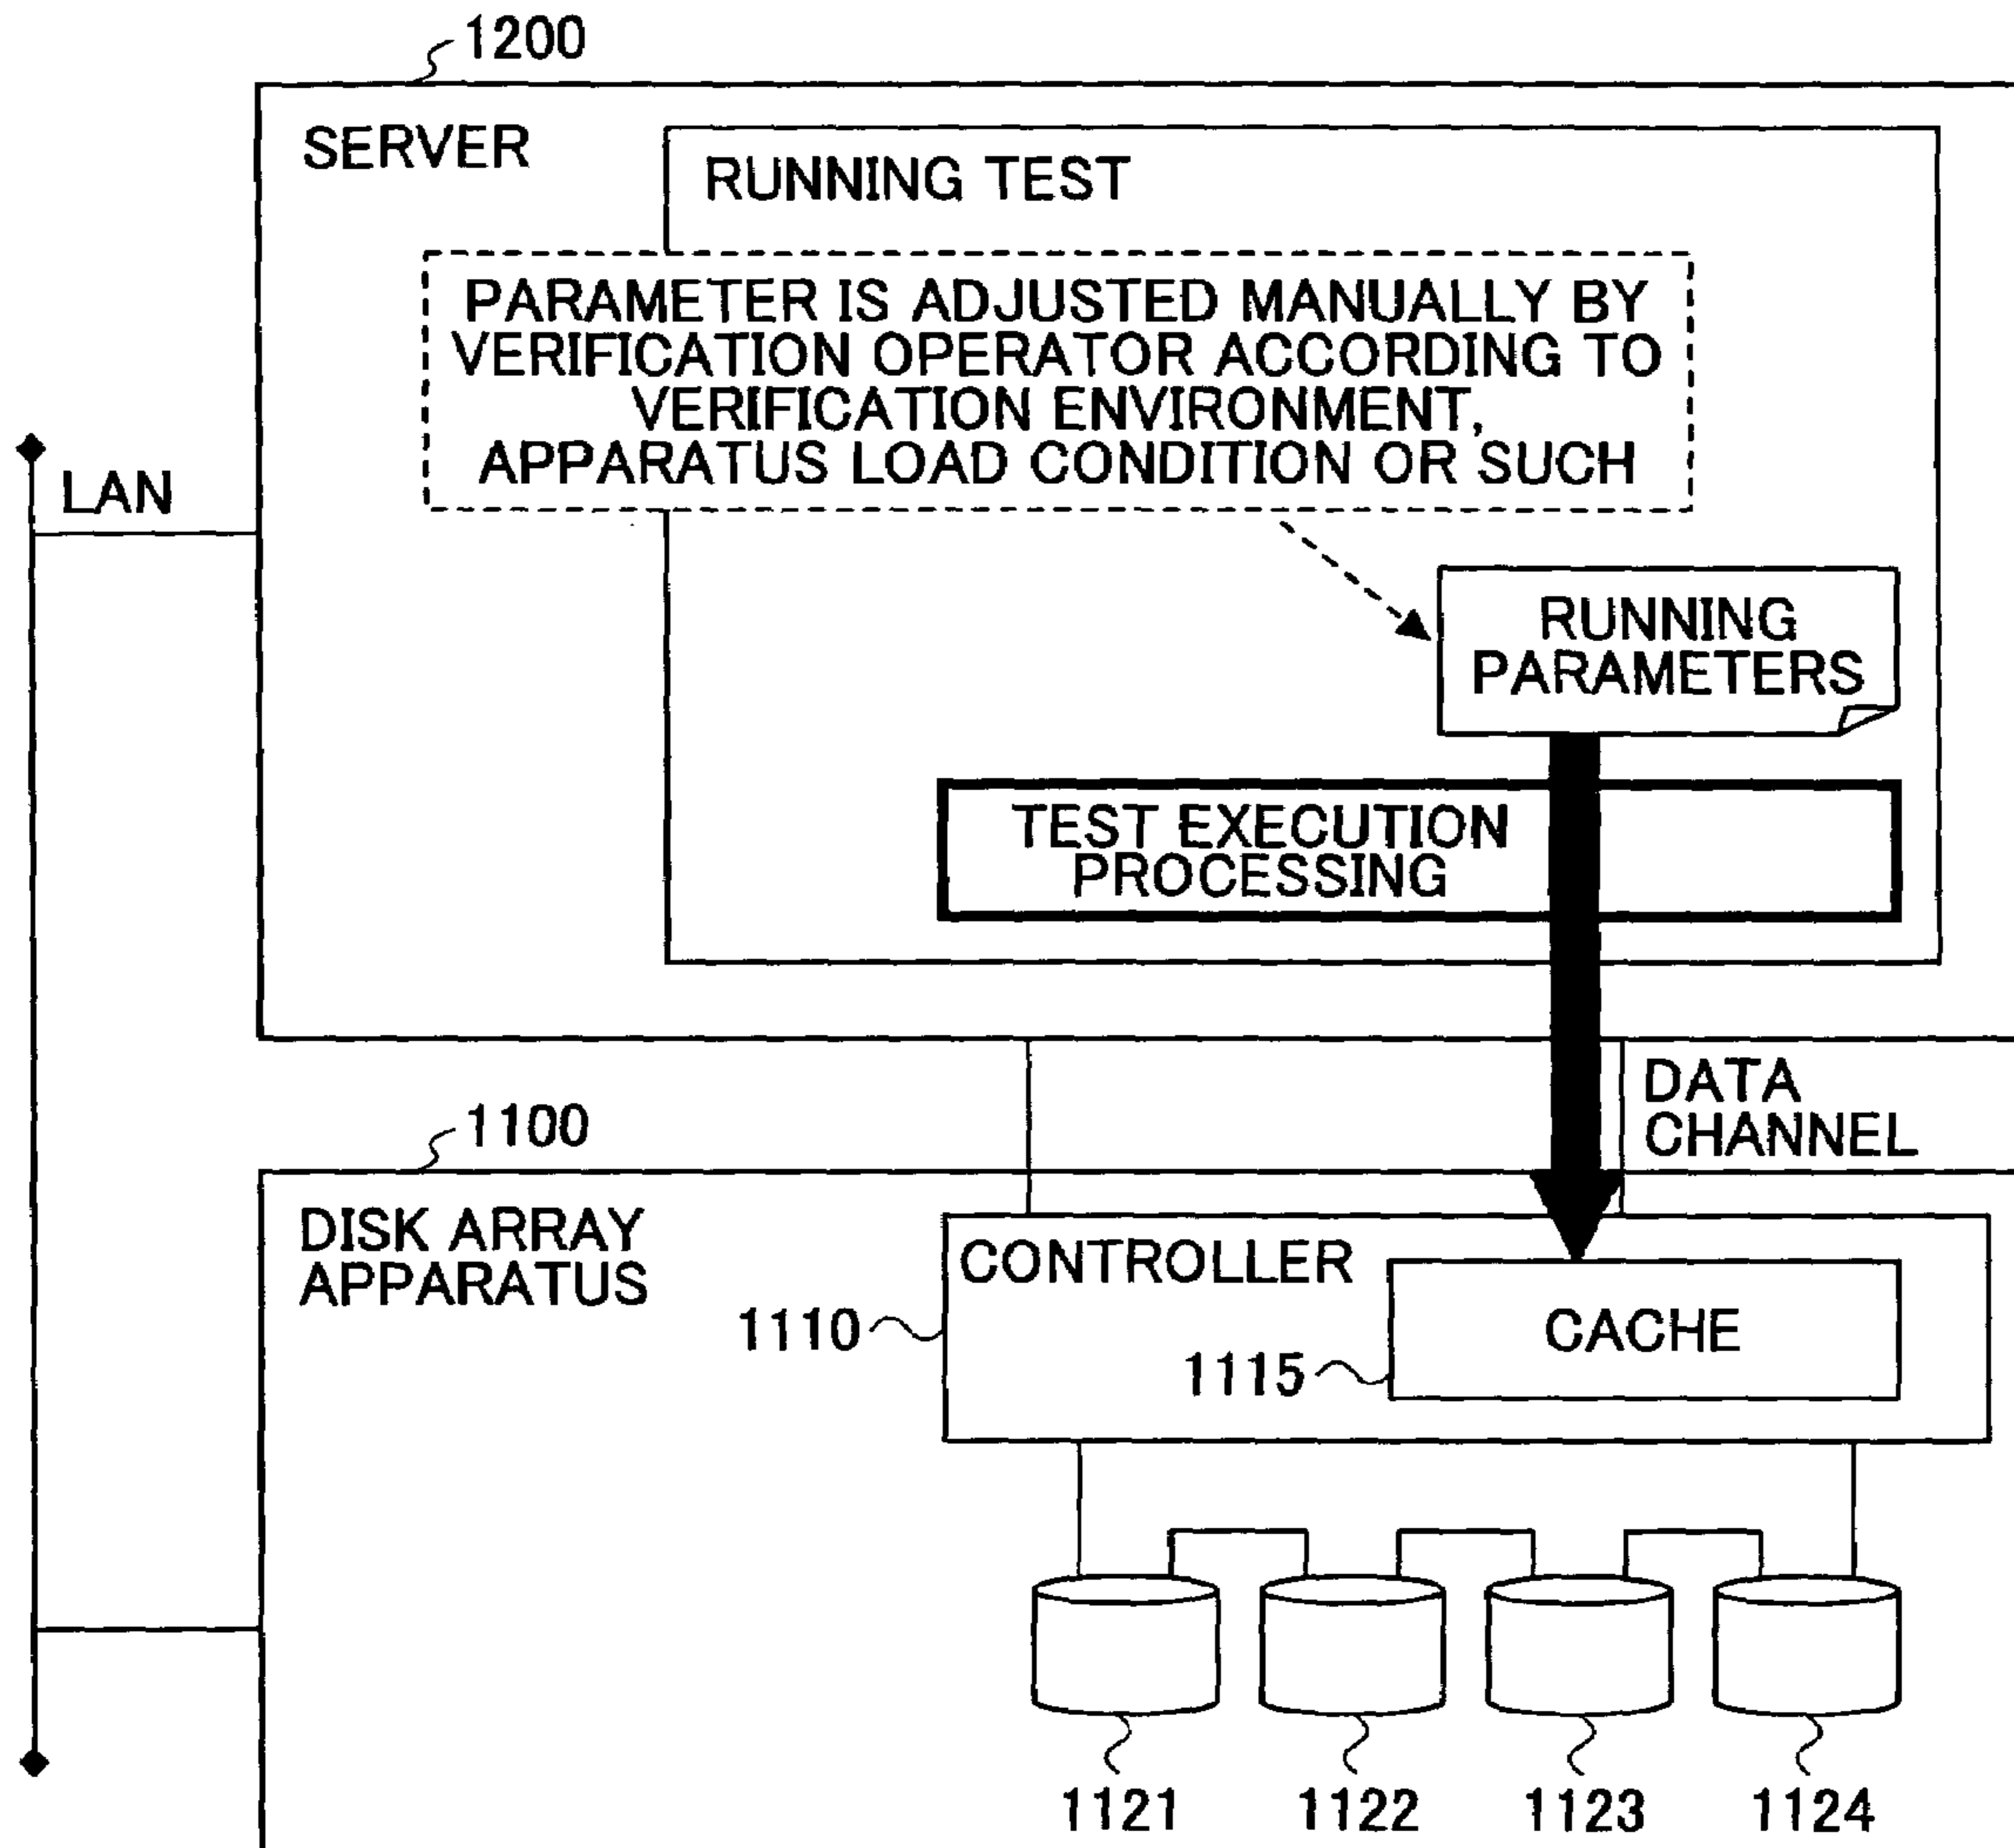 1200
SERVER
RUNNING TEST
PARAMETER IS ADJUSTED MANUALLY BY
VERIFICATION OPERATOR ACCORDING TO
VERIFICATION ENVIRONMENT,
APPARATUS LOAD CONDITION OR SUCH
LAN
RUNNING
PARAMETERS
TEST EXECUTION
PROCESSING
DATA
CHANNEL
1100
DISK ARRAY
APPARATUS
CONTROLLER
1110
CACHE
1115
1121
1122
1123
1124